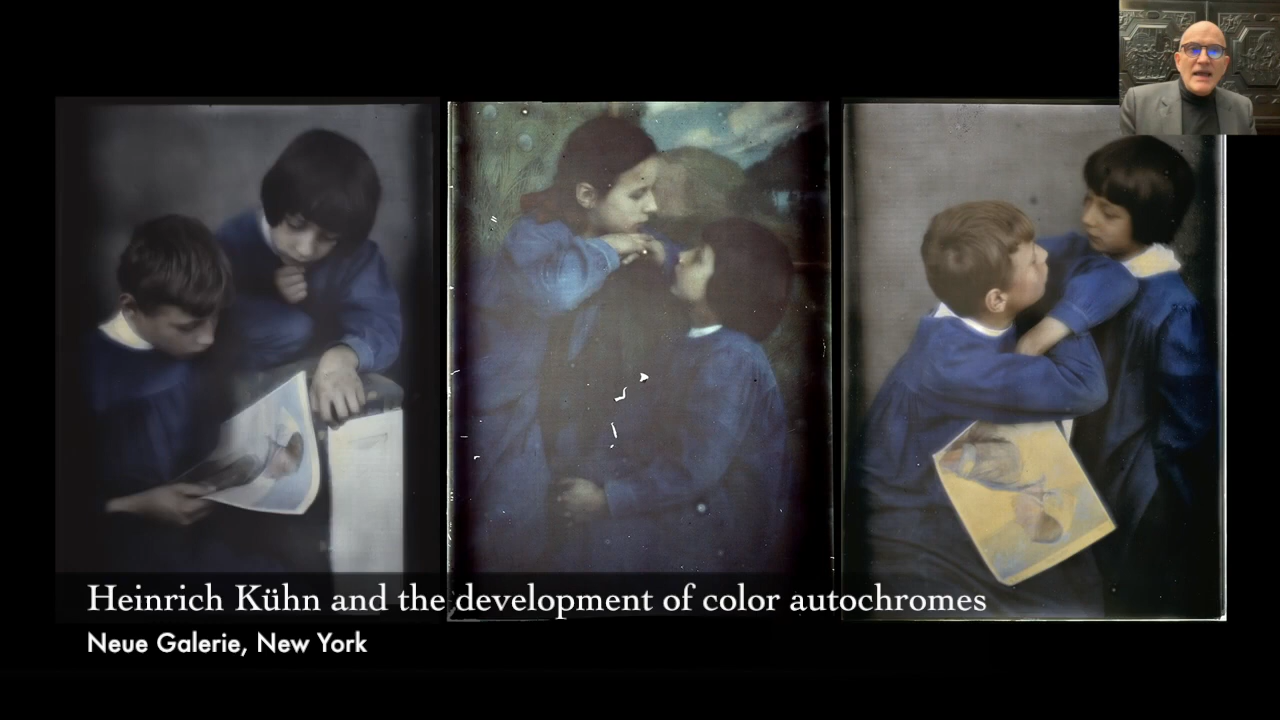 Heinrich Kühn and the development of color autochromes
Neue Galerie, New York